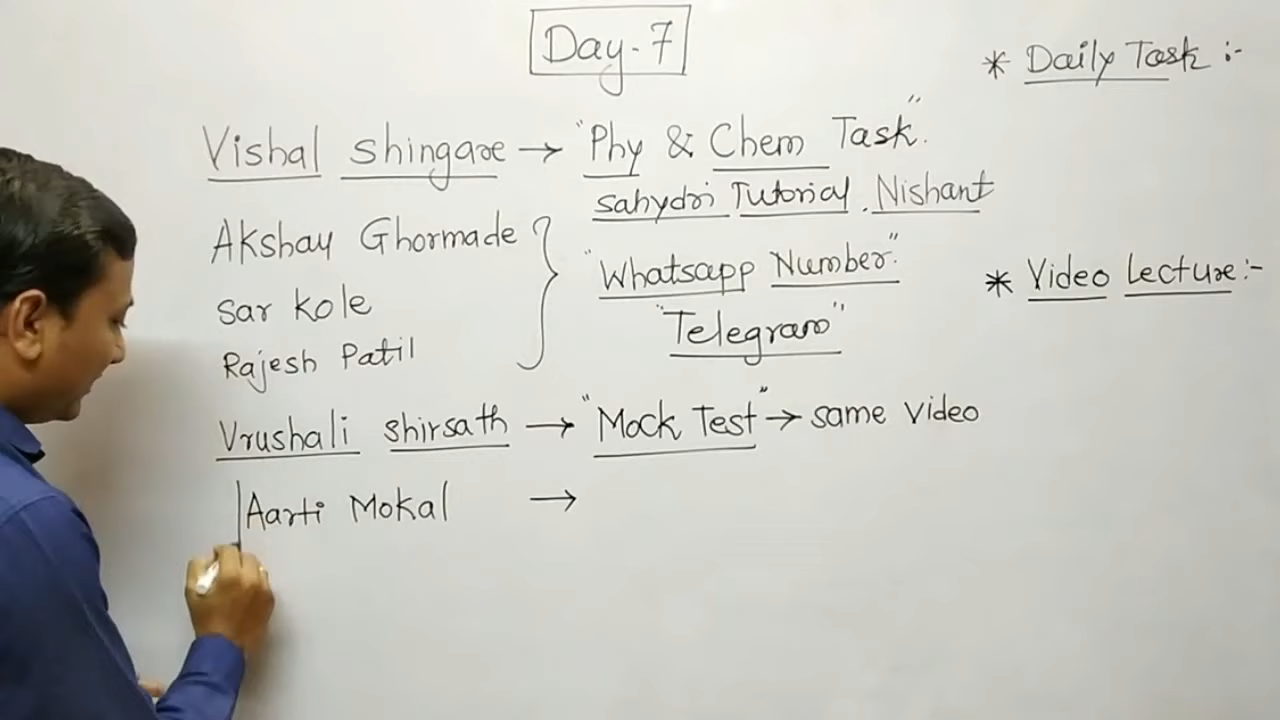 Day-7
* Daily Task :-
Vishal shingare → "Phy & Chem Task".
sahydri Tutorial. Nishant
Akshay Ghormade
"Whatsapp Number".
* Video Lecture:-
Sar Kole
"Telegram"
Rajesh Patil
Vrushali Shirsath → "Mock Test" → same video
Aarti Mokal →